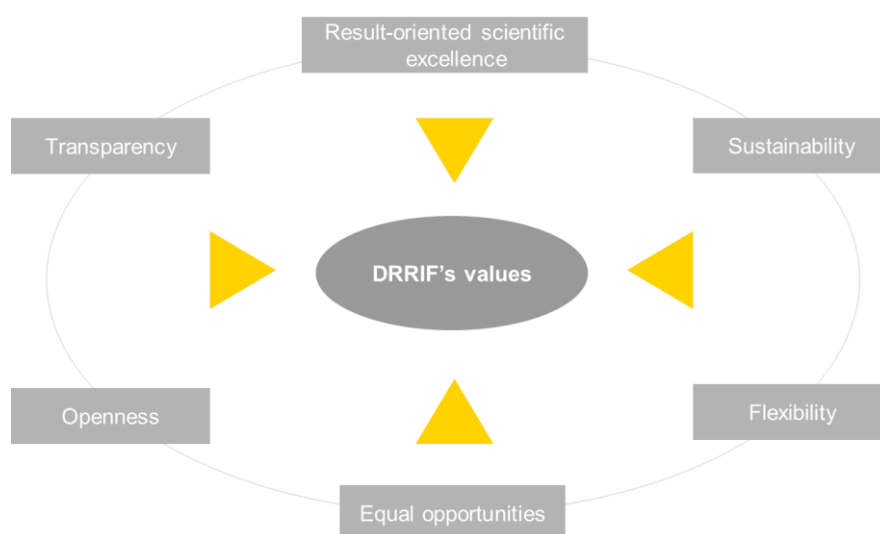 Result-oriented scientific
excellence
Transparency
Sustainability
DRRIF's values
Openness
Flexibility
Equal opportunities